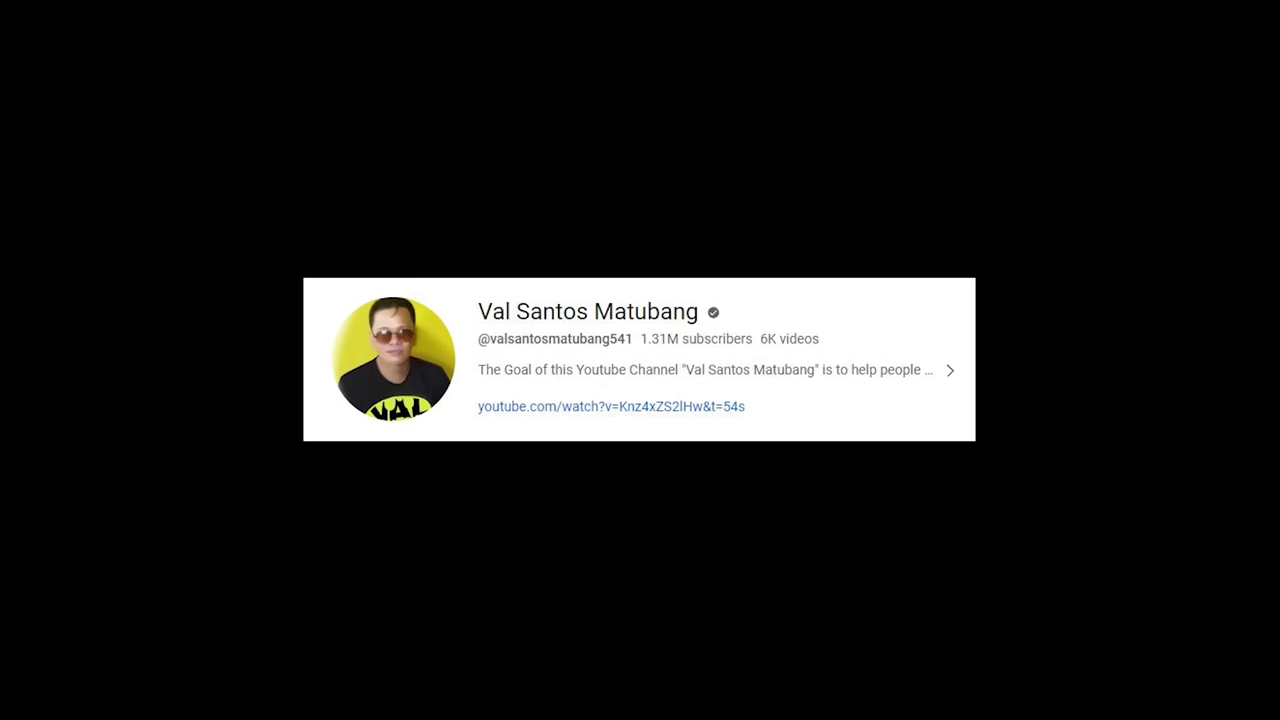 Val Santos Matubang
@valsantosmatubang541 1.31M subscribers 6K videos
The Goal of this Youtube Channel "Val Santos Matubang" is to help people ...
youtube.com/watch?v=Knz4xZS2lHw&t=54s
VAL